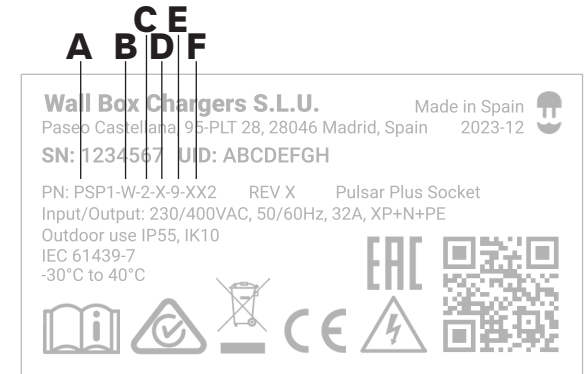 C E
A B D F
Wall Box Chargers S.L.U. Made in Spain
Paseo Castellana, 95-PLT 28, 28046 Madrid, Spain 2023-12
SN: 1234567 UID: ABCDEFGH
PN: PSP1-W-2-X-9-XX2 REV X Pulsar Plus Socket
Input/Output: 230/400VAC, 50/60Hz, 32A, XP+N+PE
Outdoor use IP55, IK10
IEC 61439-7
-30°C to 40°C
EAC
i CE